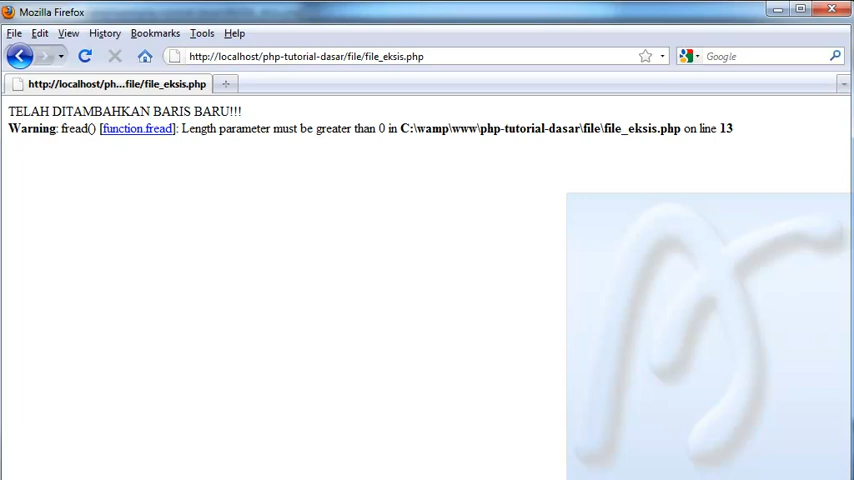 Mozilla Firefox
File Edit View History Bookmarks Tools Help
http://localhost/php-tutorial-dasar/file/file_eksis.php
Google
http://localhost/ph...file/file_eksis.php
TELAH DITAMBAHKAN BARIS BARU!!!
Warning: fread() [function.fread]: Length parameter must be greater than 0 in C:\wamp\www\php-tutorial-dasar\file\file_eksis.php on line 13